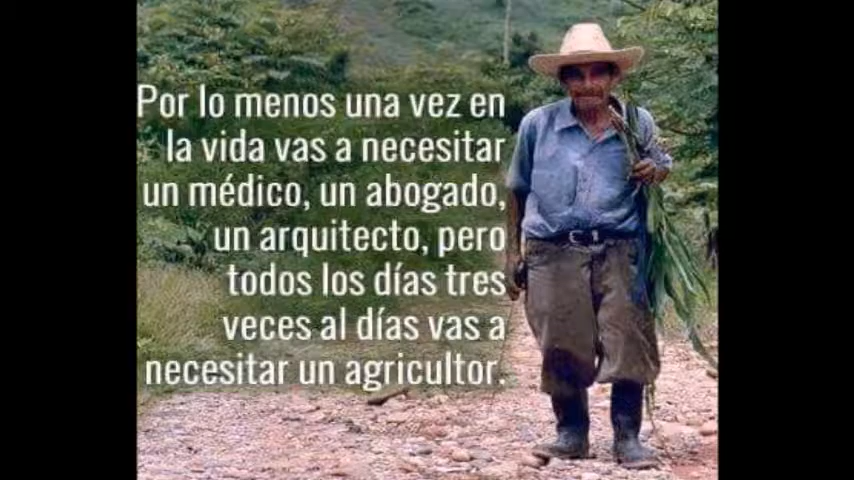 Por lo menos una vez en
la vida vas a necesitar
un médico, un abogado,
un arquitecto, pero
todos los días tres
veces al días vas a
necesitar un agricultor.